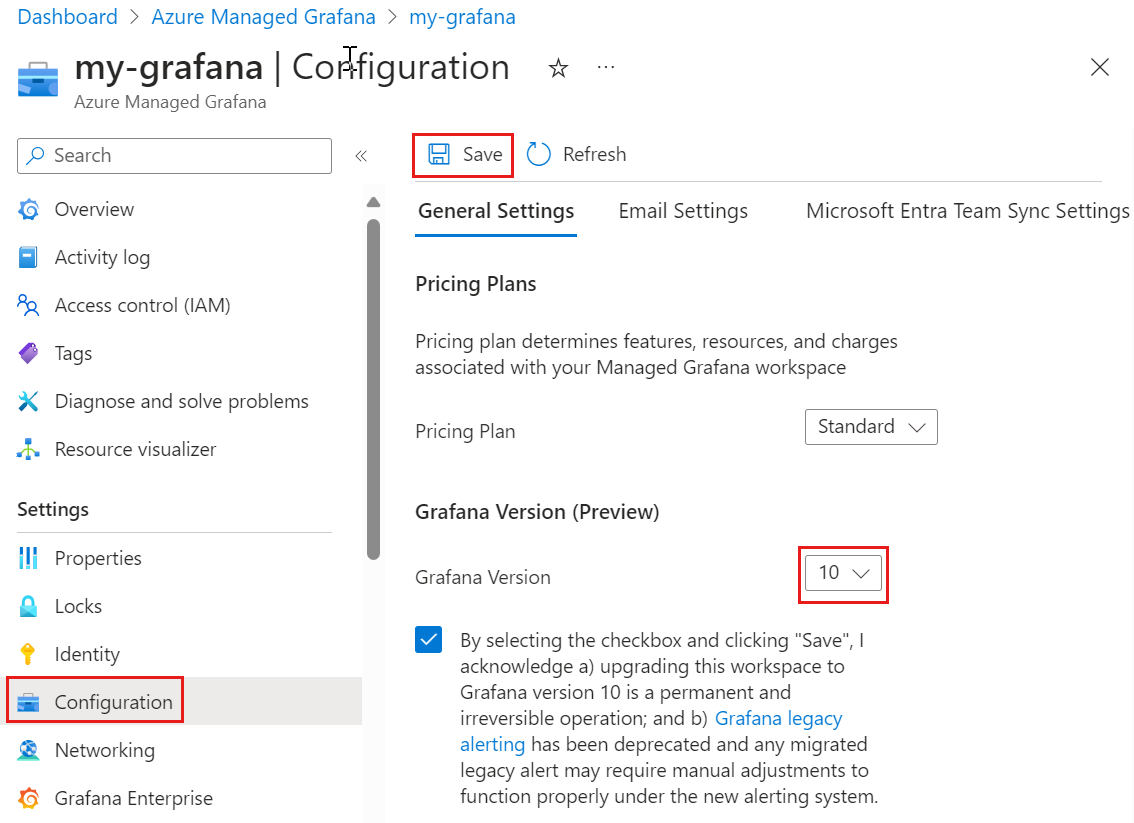 Dashboard > Azure Managed Grafana > my-grafana
my-grafana | Configuration
Azure Managed Grafana
Search
Overview
Activity log
Access control (IAM)
Tags
Diagnose and solve problems
Resource visualizer
Settings
Properties
Locks
Identity
Configuration
Networking
Grafana Enterprise
Save Refresh
General Settings Email Settings Microsoft Entra Team Sync Settings
Pricing Plans
Pricing plan determines features, resources, and charges
associated with your Managed Grafana workspace
Pricing Plan Standard
Grafana Version (Preview)
Grafana Version 10
By selecting the checkbox and clicking "Save", I
acknowledge a) upgrading this workspace to
Grafana version 10 is a permanent and
irreversible operation; and b) Grafana legacy
alerting has been deprecated and any migrated
legacy alert may require manual adjustments to
function properly under the new alerting system.